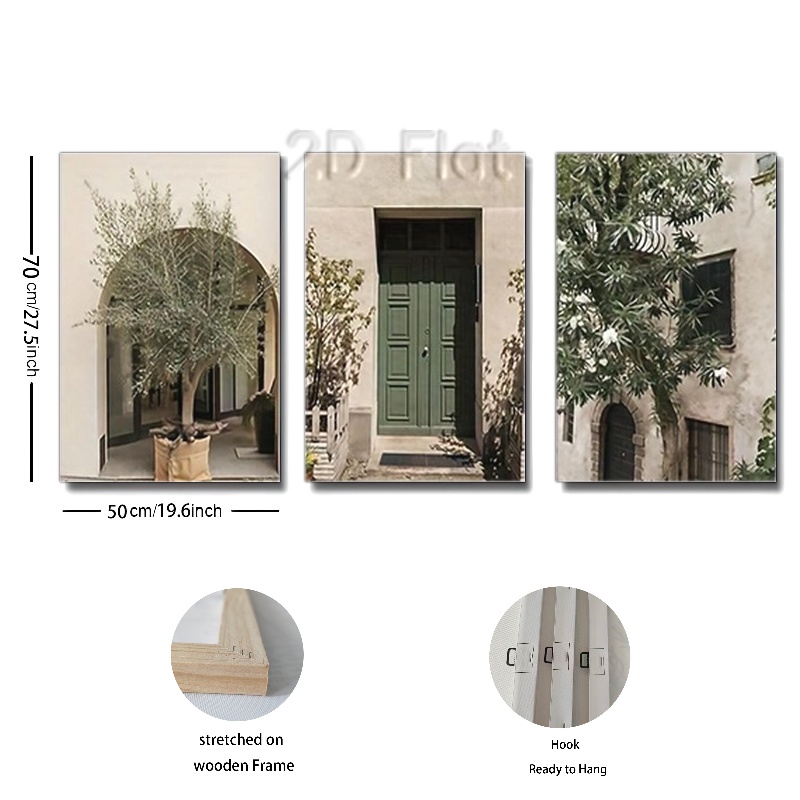 2D Flat
70 cm/27.5inch
50cm/19.6inch
stretched on
wooden Frame
Hook
Ready to Hang